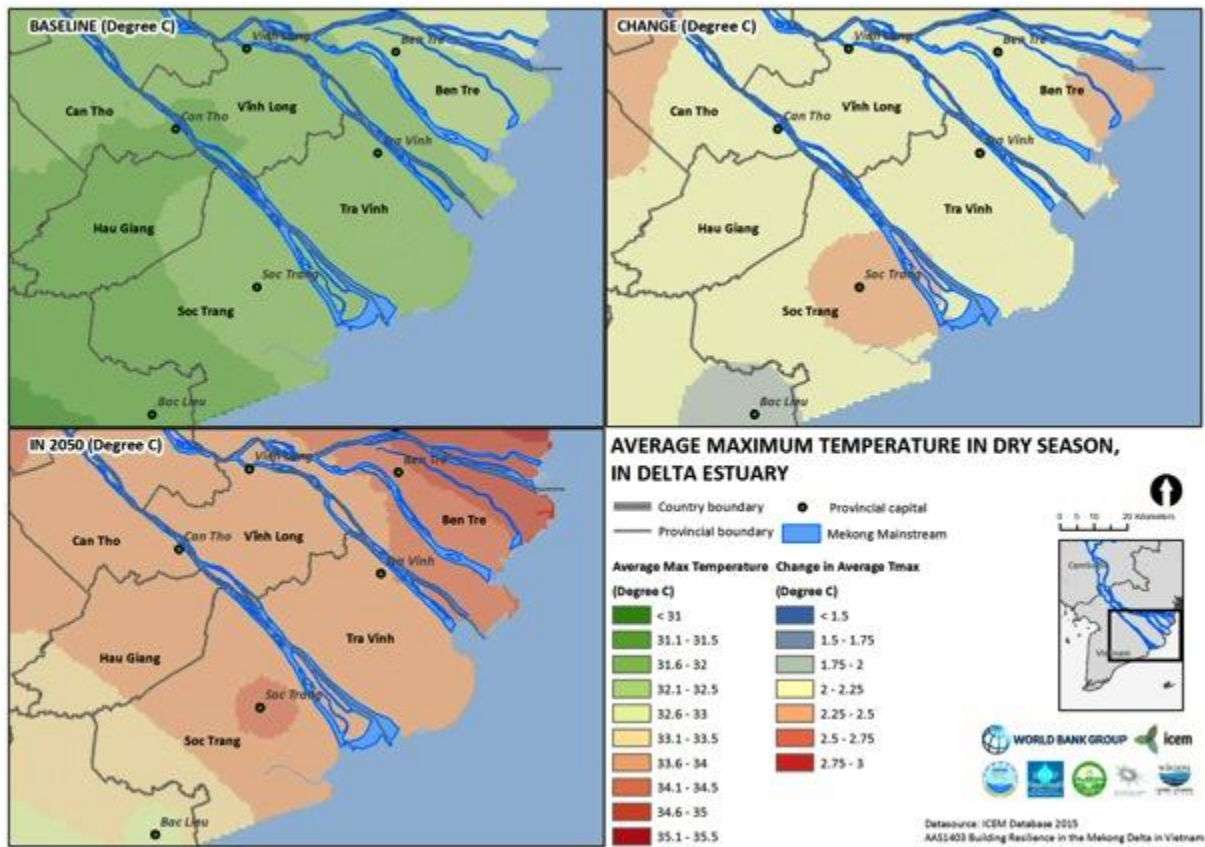 BASELINE (Degree C)
Vinh Long
Ben Tre
Ben Tre
Can Tho
Vĩnh Long
Can Tho
Tra Vinh
Hau Giang
Tra Vinh
Soc Trang
Soc Trang
Bac Lieu
CHANGE (Degree C)
Vinh Long
Ben Tre
Ben Tre
Can Tho
Vĩnh Long
Can Tho
Tra Vinh
Hau Giang
Tra Vinh
Soc Trang
Soc Trang
Bac Lieu
IN 2050 (Degree C)
Vinh Long
Ben Tre
Ben Tre
Can Tho
Can Tho
Vĩnh Long
Tra Vinh
Tra Vinh
Hau Giang
Soc Trang
Soc Trang
Bac Lieu
AVERAGE MAXIMUM TEMPERATURE IN DRY SEASON,
IN DELTA ESTUARY
Country boundary
Provincial capital
Provincial boundary
Mekong Mainstream
0 5 10 20 Kilometers
Average Max Temperature
(Degree C)
< 31
31.1 - 31.5
31.6 - 32
32.1 - 32.5
32.6 - 33
33.1 - 33.5
33.6 - 34
34.1 - 34.5
34.6 - 35
35.1 - 35.5
Change in Average Tmax
(Degree C)
< 1.5
1.5 - 1.75
1.75 - 2
2 - 2.25
2.25 - 2.5
2.5 - 2.75
2.75 - 3
Cambodia
Vietnam
WORLD BANK GROUP
icem
Datasource: ICEM Database 2015
AAS1403 Building Resilience in the Mekong Delta in Vietnam